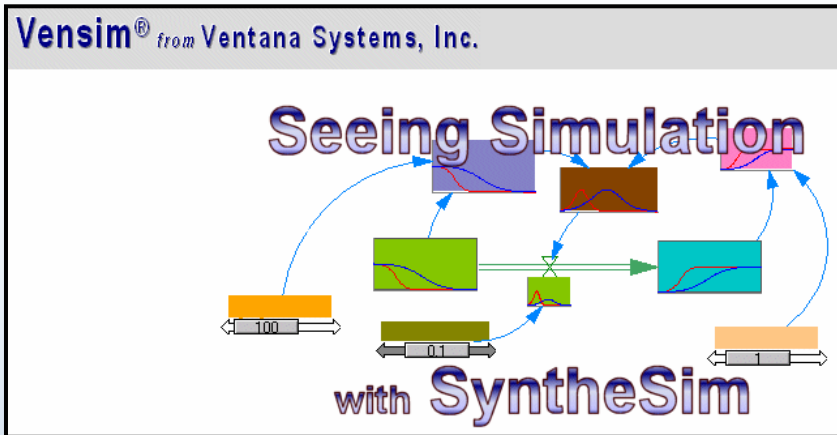 Vensim® from Ventana Systems, Inc.
Seeing Simulation
100
0.1
1
with SyntheSim